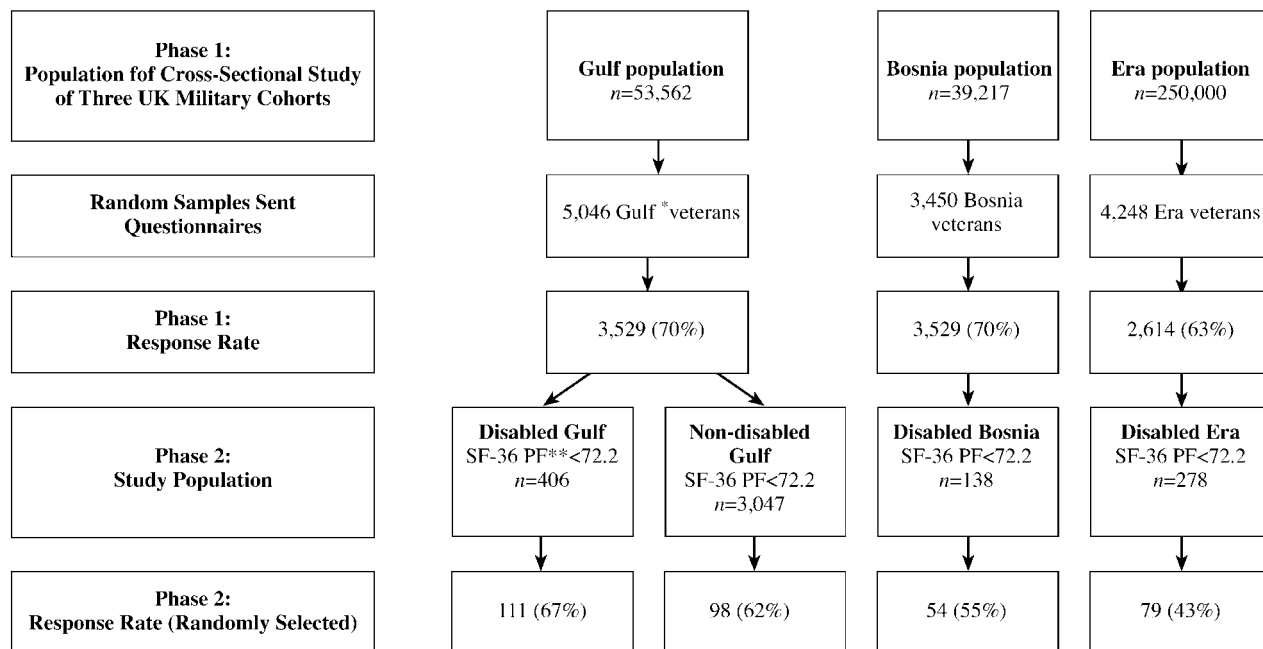 Phase 1:
Population fof Cross-Sectional Study
of Three UK Military Cohorts
Gulf population
n=53,562
Bosnia population
n=39,217
Era population
n=250,000
Random Samples Sent
Questionnaires
5,046 Gulf *veterans
3,450 Bosnia
veterans
4,248 Era veterans
Phase 1:
Response Rate
3,529 (70%)
3,529 (70%)
2,614 (63%)
Phase 2:
Study Population
Disabled Gulf
SF-36 PF**<72.2
n=406
Non-disabled
Gulf
SF-36 PF<72.2
n=3,047
Disabled Bosnia
SF-36 PF<72.2
n=138
Disabled Era
SF-36 PF<72.2
n=278
Phase 2:
Response Rate (Randomly Selected)
111 (67%)
98 (62%)
54 (55%)
79 (43%)